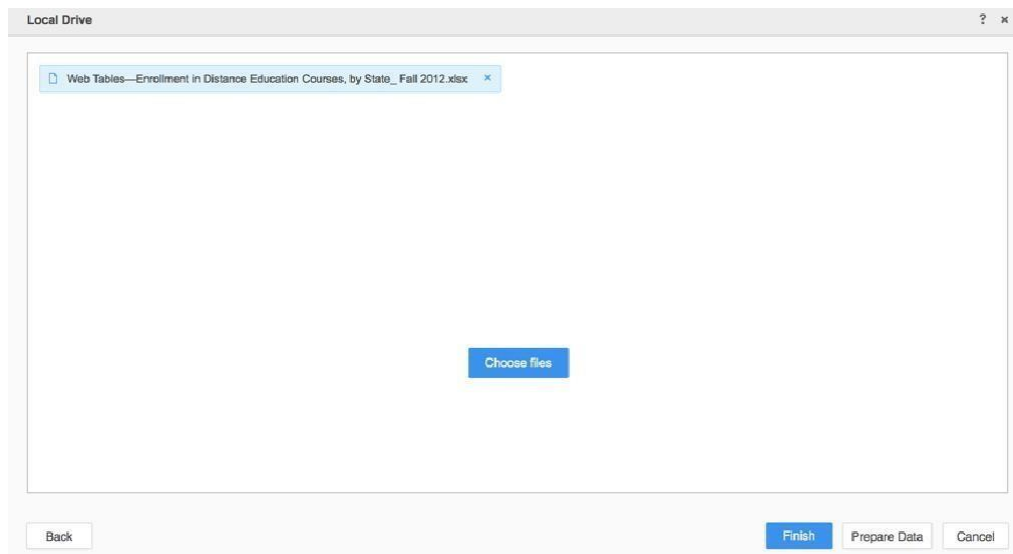 Local Drive ? ×
Web Tables—Enrollment in Distance Education Courses, by State_ Fall 2012.xlsx ×
Choose files
Back Finish Prepare Data Cancel